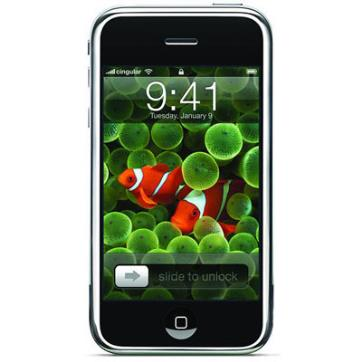 cingular
9:41
Tuesday, January 9
slide to unlock